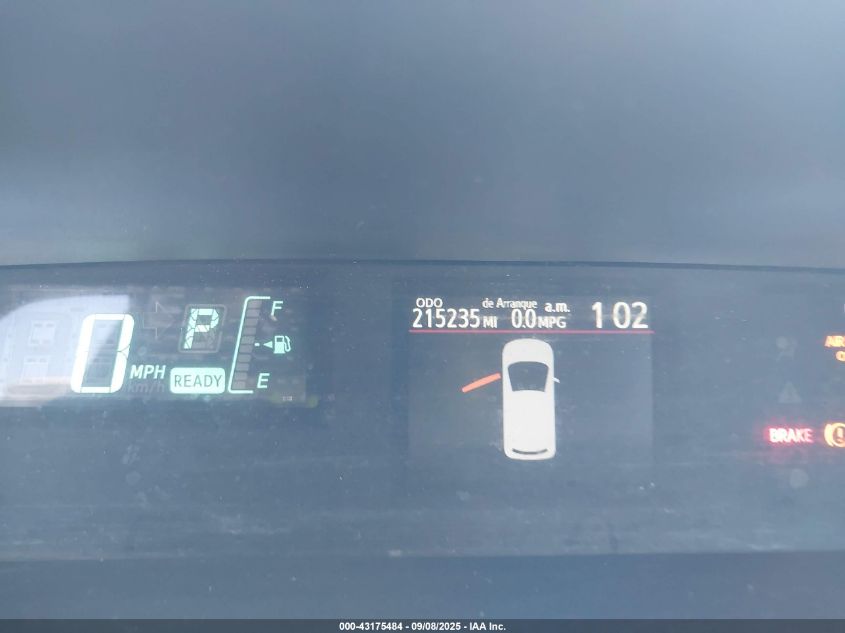 F
P
0 MPH
km/h
READY
E
ODO de Arranque a.m. 1 02
215235 MI 0.0 MPG
AIR
BRAKE
000-43175484 - 09/08/2025 - IAA Inc.